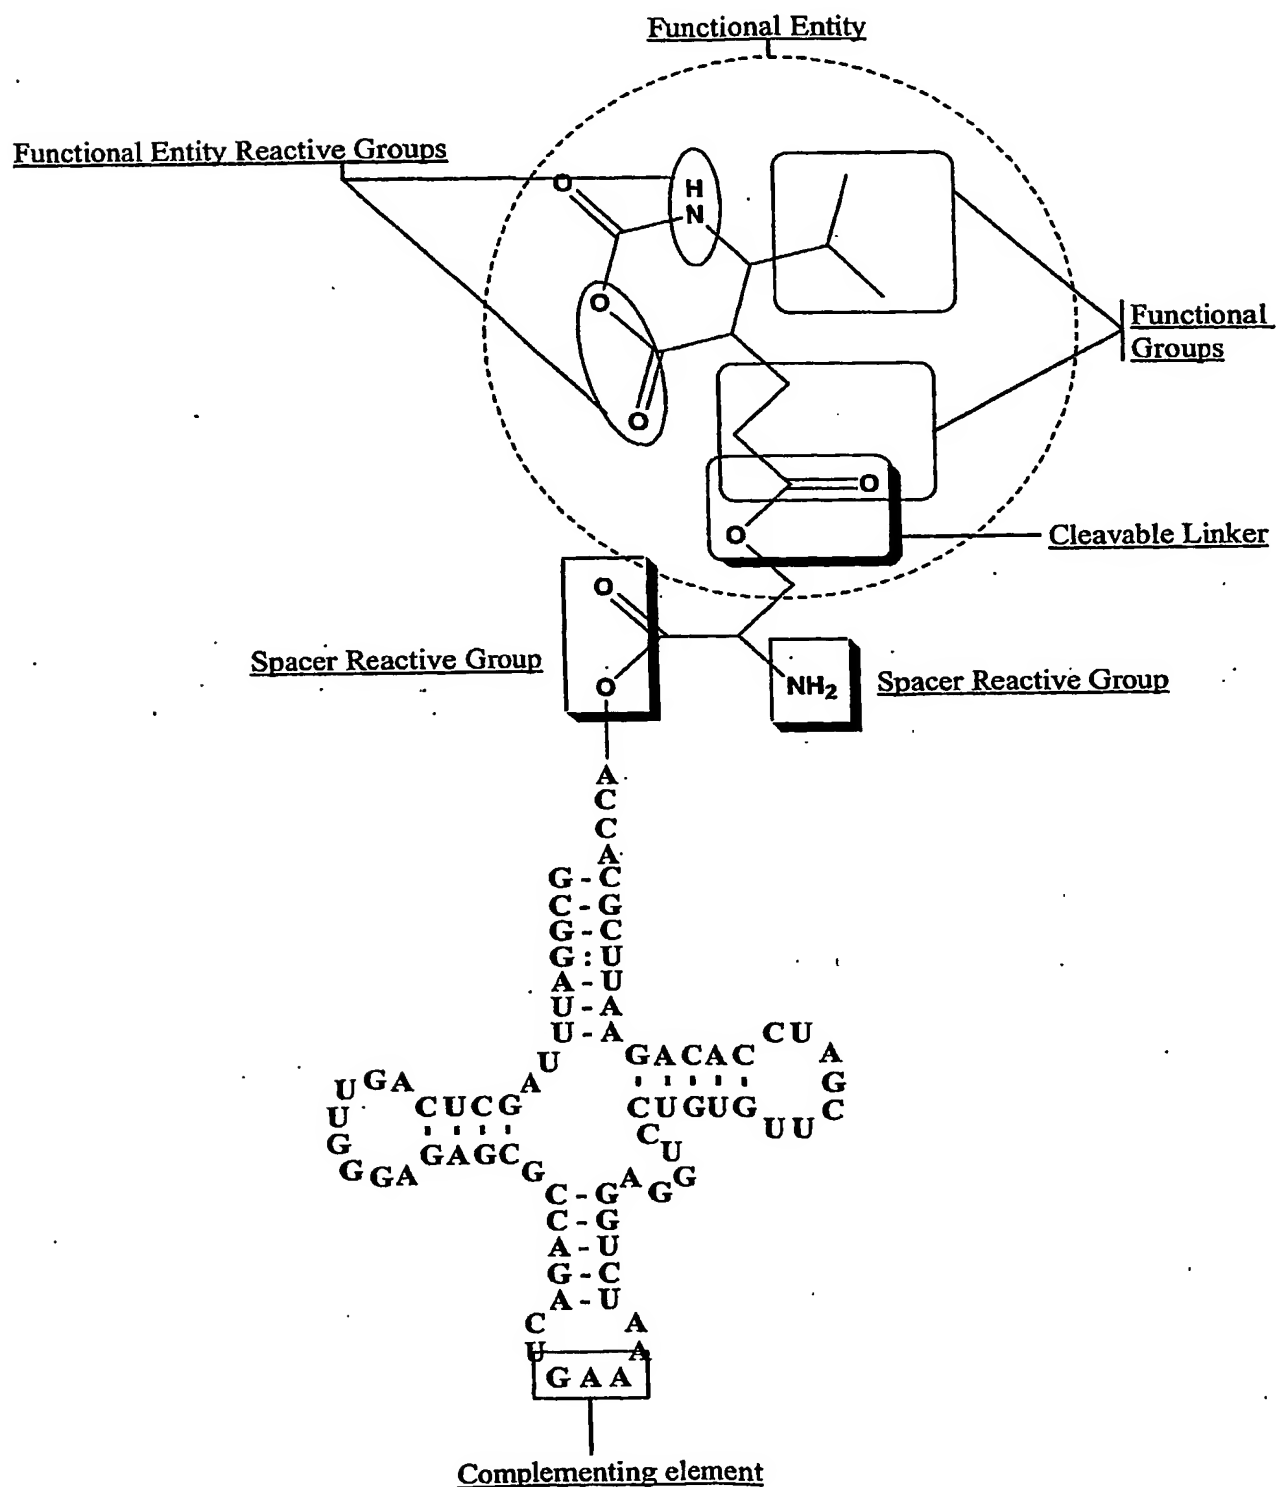 Functional Entity
Functional Entity Reactive Groups
O
H
N
O
O
Functional
Groups
O
O
Cleavable Linker
O
Spacer Reactive Group
O
NH2
Spacer Reactive Group
A
C
C
A
G - C
C - G
G - C
G : U
A - U
U - A
U - A
U
A
GACAC
CU
A
G
C
UU
CUGUG
C
U
G
G
A
UGA
U
G
G
GA
CUCG
GAGC
G
C - G
C - G
A - U
G - C
A - U
C
U
A
A
GAA
Complementing element